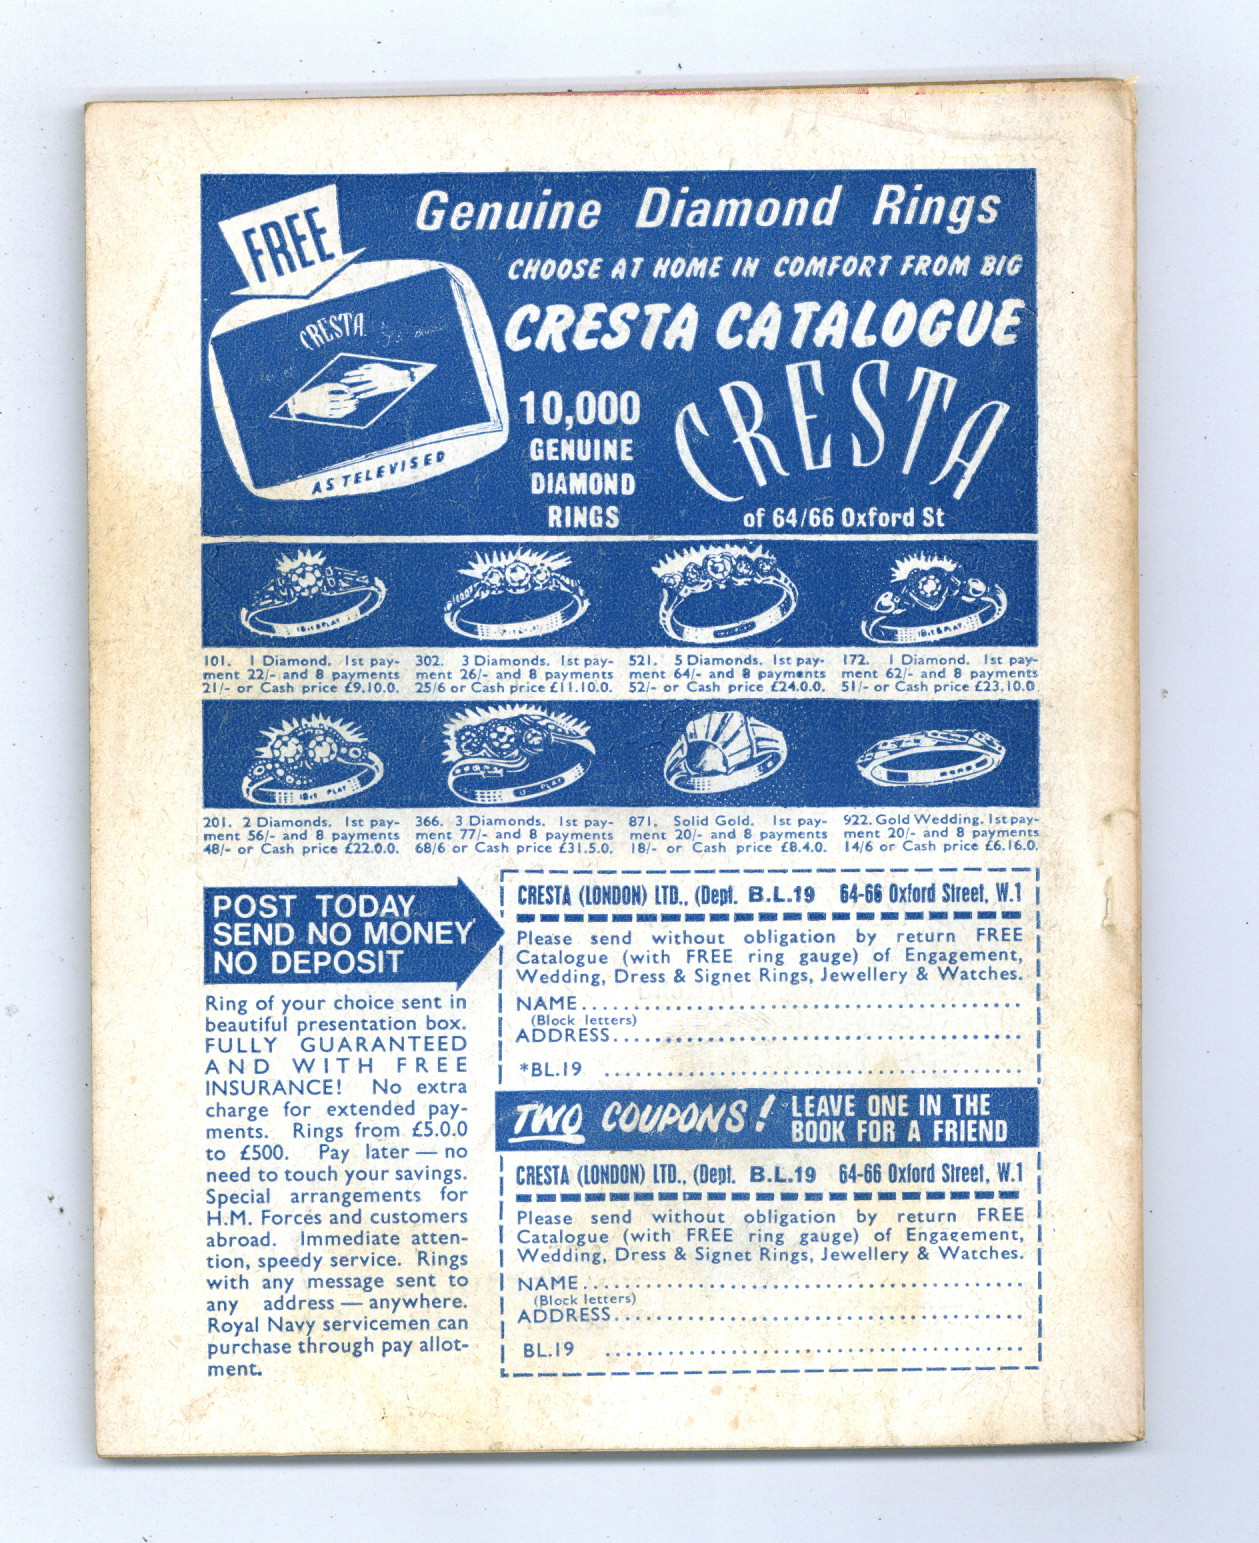 FREE
Genuine Diamond Rings
CHOOSE AT HOME IN COMFORT FROM BIG
CRESTA CATALOGUE
CRESTA
AS TELEVISED
10,000
GENUINE
DIAMOND
RINGS
CRESTA
of 64/66 Oxford St
101. 1 Diamond. 1st pay-
ment 22/- and 8 payments
21/- or Cash price £9.10.0.
302. 3 Diamonds. 1st pay-
ment 26/- and 8 payments
25/6 or Cash price £11.10.0.
521. 5 Diamonds. 1st pay-
ment 64/- and 8 payments
52/- or Cash price £24.0.0.
172. 1 Diamond. 1st pay-
ment 62/- and 8 payments
51/- or Cash price £23.10.0
201. 2 Diamonds. 1st pay-
ment 56/- and 8 payments
48/- or Cash price £22.0.0.
366. 3 Diamonds. 1st pay-
ment 77/- and 8 payments
68/6 or Cash price £31.5.0.
871. Solid Gold. 1st pay-
ment 20/- and 8 payments
18/- or Cash price £8.4.0.
922. Gold Wedding. 1st pay-
ment 20/- and 8 payments
14/6 or Cash price £6.16.0.
POST TODAY
SEND NO MONEY
NO DEPOSIT
Ring of your choice sent in
beautiful presentation box.
FULLY GUARANTEED
AND WITH FREE
INSURANCE! No extra
charge for extended pay-
ments. Rings from £5.0.0
to £500. Pay later — no
need to touch your savings.
Special arrangements for
H.M. Forces and customers
abroad. Immediate atten-
tion, speedy service. Rings
with any message sent to
any address — anywhere.
Royal Navy servicemen can
purchase through pay allot-
ment.
CRESTA (LONDON) LTD., (Dept. B.L.19 64-66 Oxford Street, W.1
Please send without obligation by return FREE
Catalogue (with FREE ring gauge) of Engagement,
Wedding, Dress & Signet Rings, Jewellery & Watches.
NAME
(Block letters)
ADDRESS
*BL.19
TWO COUPONS! LEAVE ONE IN THE
BOOK FOR A FRIEND
CRESTA (LONDON) LTD., (Dept. B.L.19 64-66 Oxford Street, W.1
Please send without obligation by return FREE
Catalogue (with FREE ring gauge) of Engagement,
Wedding, Dress & Signet Rings, Jewellery & Watches.
NAME
(Block letters)
ADDRESS
BL.19